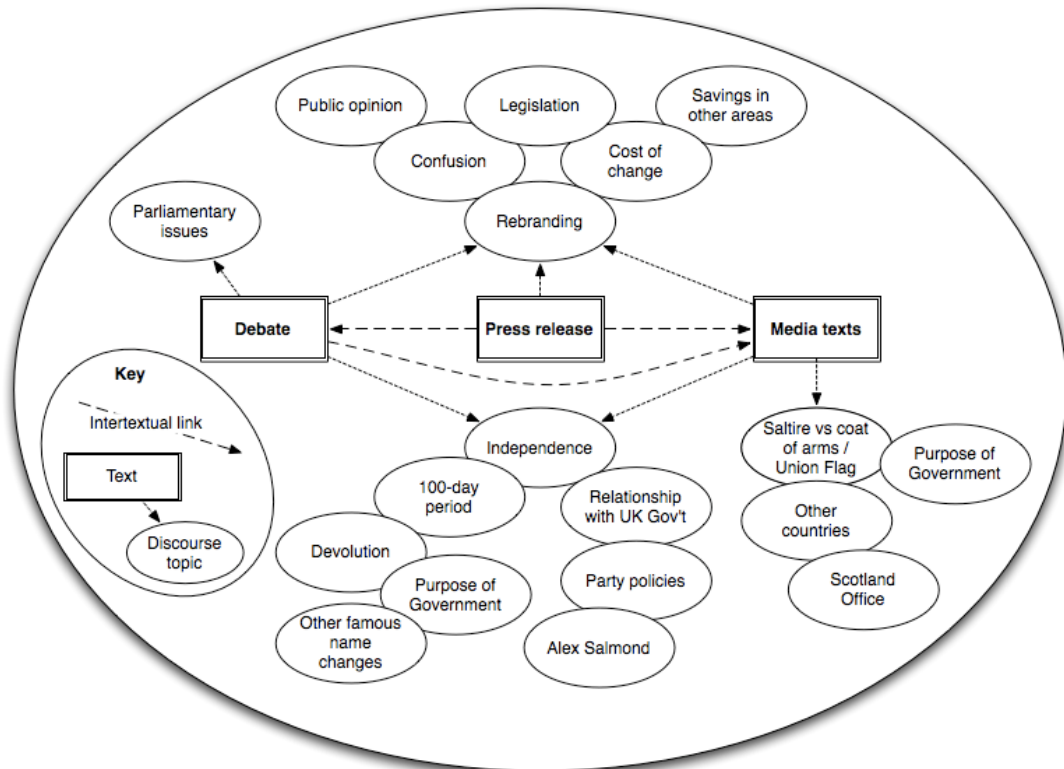 Public opinion
Legislation
Savings in
other areas
Confusion
Cost of
change
Parliamentary
issues
Rebranding
Debate
Press release
Media texts
Key
Intertextual link
Text
Discourse
topic
Independence
Saltire vs coat
of arms /
Union Flag
Purpose of
Government
100-day
period
Relationship
with UK Gov't
Other
countries
Devolution
Purpose of
Government
Party policies
Scotland
Office
Other famous
name
changes
Alex Salmond